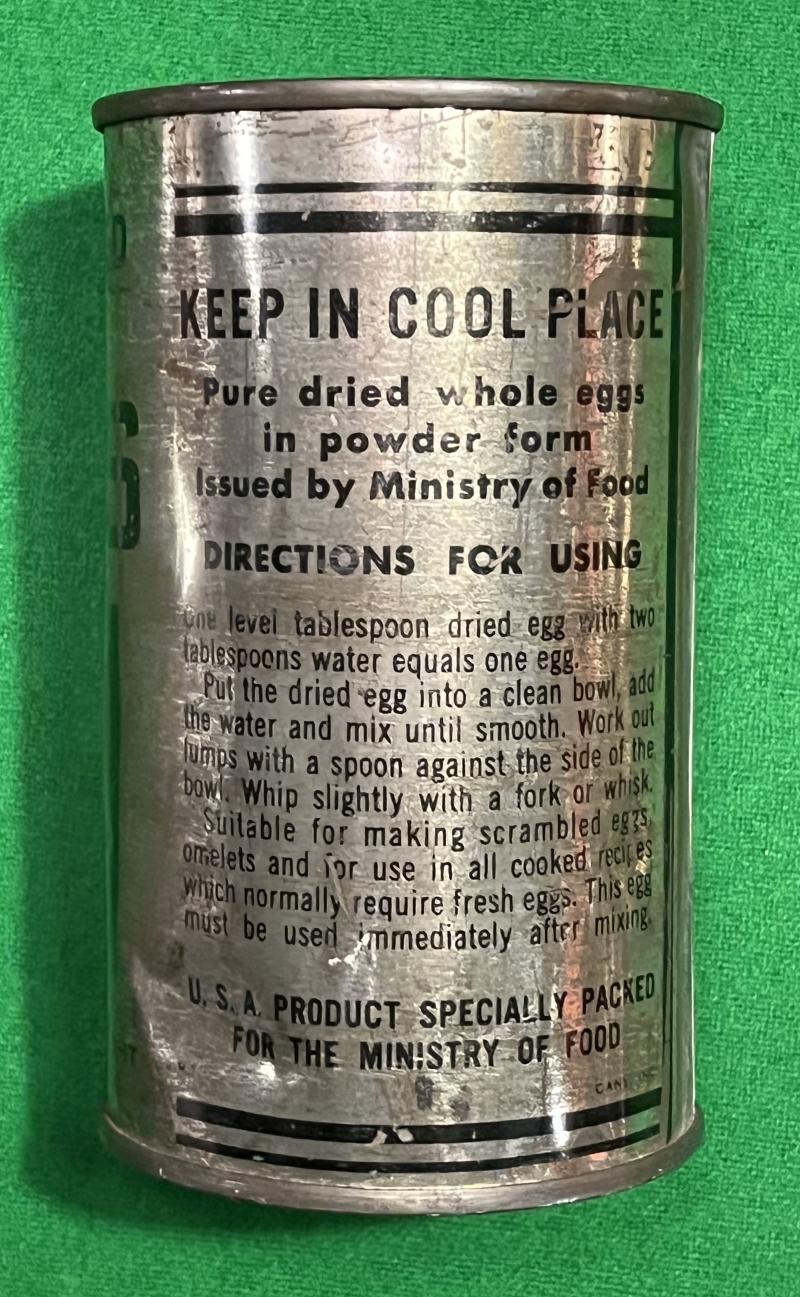 KEEP IN COOL PLACE
Pure dried whole eggs
in powder form
Issued by Ministry of Food
DIRECTIONS FOR USING
One level tablespoon dried egg with two
tablespoons water equals one egg.
Put the dried egg into a clean bowl, add
the water and mix until smooth. Work out
lumps with a spoon against the side of the
bowl. Whip slightly with a fork or whisk.
Suitable for making scrambled eggs,
omelets and for use in all cooked recipes
which normally require fresh eggs. This egg
must be used immediately after mixing.
U. S. A. PRODUCT SPECIALLY PACKED
FOR THE MINISTRY OF FOOD